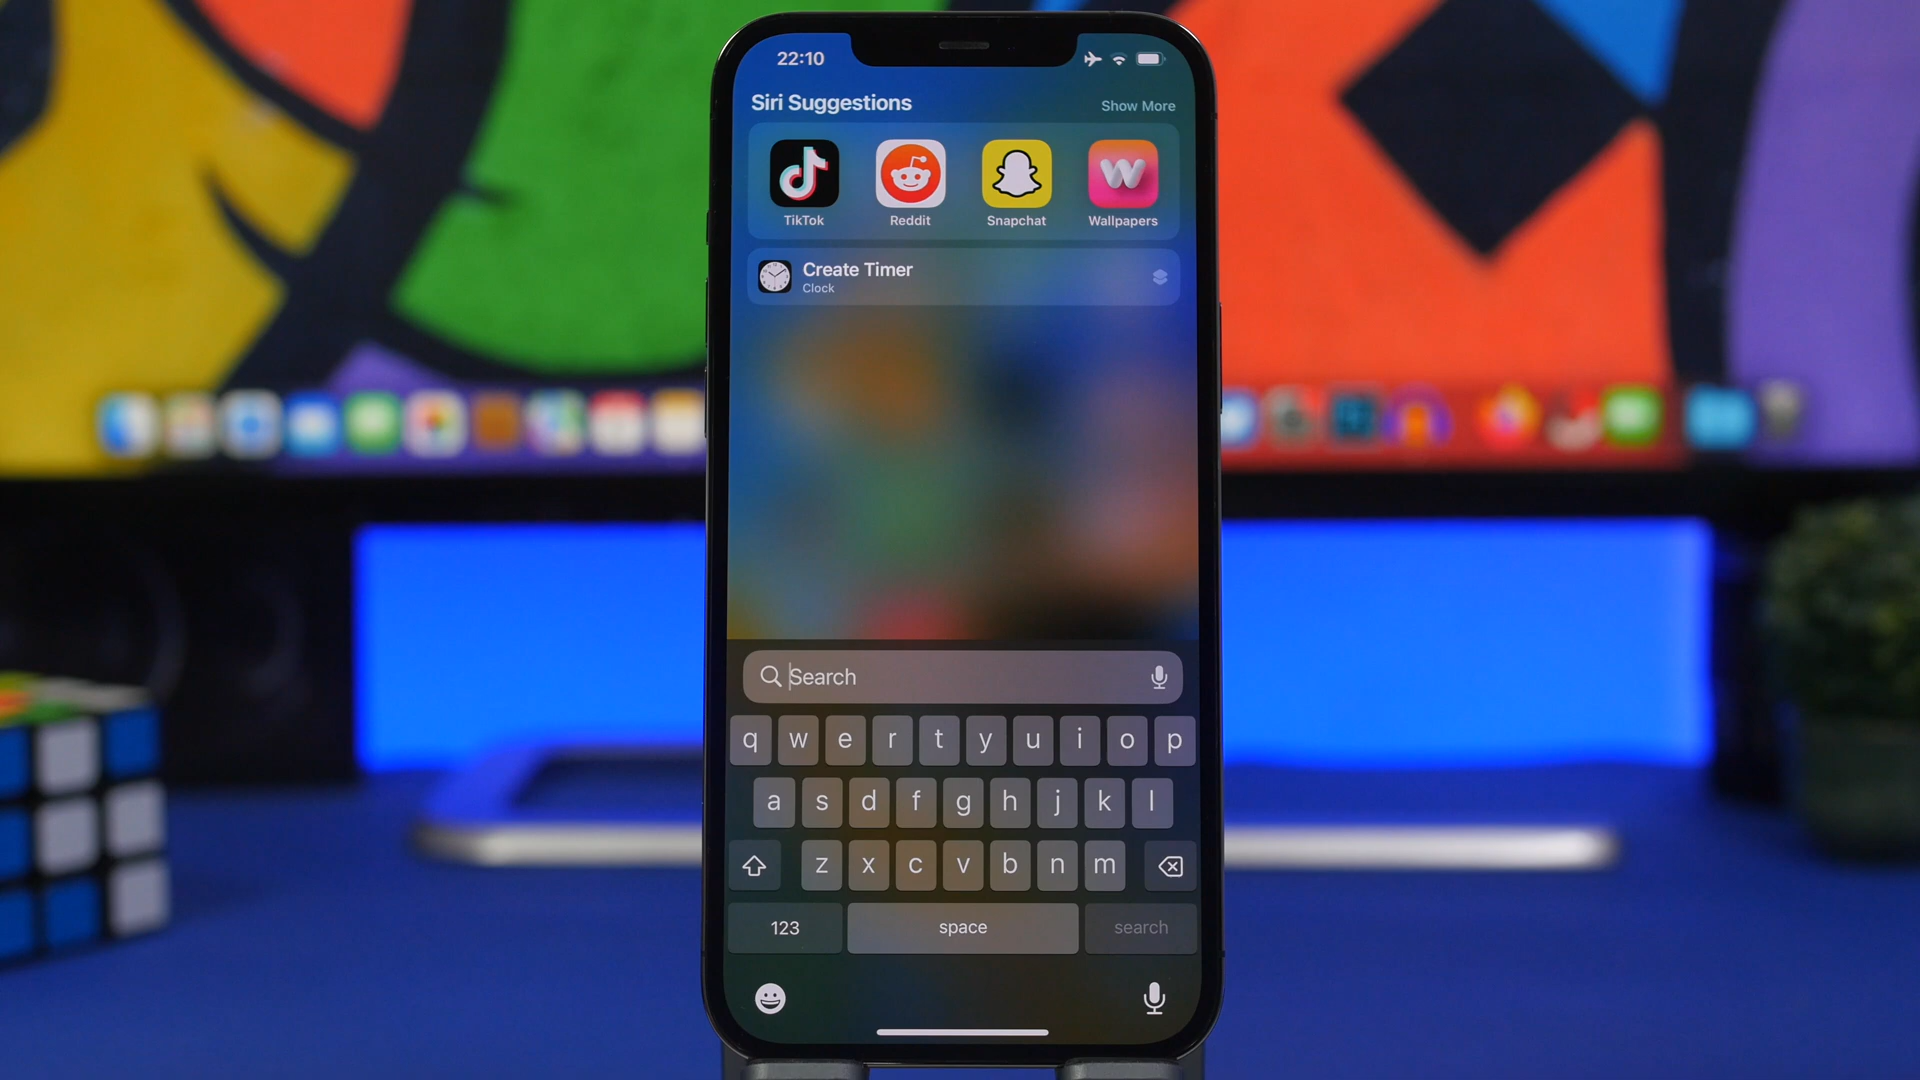 22:10
Siri Suggestions
Show More
TikTok
Reddit
Snapchat
W
Wallpapers
Create Timer
Clock
Search
q w e r t y u i o p
a s d f g h j k l
z x c v b n m
123 space search